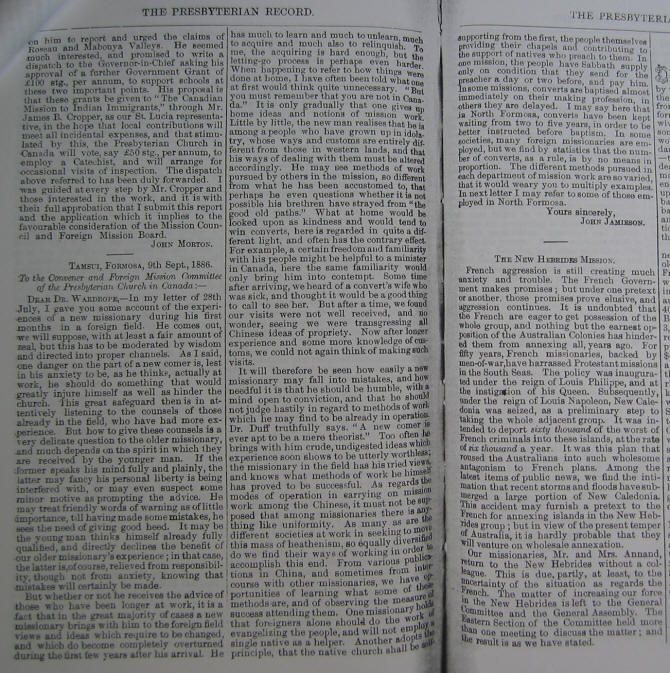 THE PRESBYTERIAN RECORD.
on him to report and urged the claims of
Roseau and Mabouya Valleys. He seemed
much interested, and promised to write a
dispatch to the Governor-in-Chief asking his
approval of a further Government Grant of
£100 stg., per annum, to support schools at
these two important points. His proposal is
that these grants be given to "The Canadian
Mission to Indian Immigrants," through Mr.
James B. Cropper, as our St. Lucia representa-
tive, in the hope that local contributions will
meet all incidental expenses, and that stimu-
lated by this, the Presbyterian Church in
Canada will vote, say £50 stg., per annum, to
employ a Catechist, and will arrange for
occasional visits of inspection. The dispatch
above referred to has been duly forwarded. I
was guided at every step by Mr. Cropper and
those interested in the work, and it is with
their full approbation that I submit this report
and the application which it implies to the
favourable consideration of the Mission Coun-
cil and Foreign Mission Board.
JOHN MORTON.
TAMSUI, FORMOSA, 9th Sept., 1886.
To the Convener and Foreign Mission Committee
of the Presbyterian Church in Canada:—
DEAR DR. WARDROPE,—In my letter of 28th
July, I gave you some account of the experi-
ences of a new missionary during his first
months in a foreign field. He comes out,
we will suppose, with at least a fair amount of
zeal, but this has to be moderated by wisdom
and directed into proper channels. As I said,
one danger on the part of a new comer is, lest
in his anxiety to be, as he thinks, actually at
work, he should do something that would
greatly injure himself as well as hinder the
church. This great safeguard then is in at-
tentively listening to the counsels of those
already in the field, who have had more ex-
perience. But how to give these counsels is a
very delicate question to the older missionary,
and much depends on the spirit in which they
are received by the younger man. If the
former speaks his mind fully and plainly, the
latter may fancy his personal liberty is being
interfered with, or may even suspect some
minor motive as prompting the advice. He
may treat friendly words of warning as of little
importance, till having made some mistakes, he
sees the need of giving good heed. It may be
the young man thinks himself already fully
qualified, and directly declines the benefit of
our older missionary's experience; in that case,
the latter is, of course, relieved from responsibil-
ity, though not from anxiety, knowing that
mistakes will certainly be made.
But whether or not he receives the advice of
those who have been longer at work, it is a
fact that in the great majority of cases a new
missionary brings with him to the foreign field
views and ideas which require to be changed,
and which do become completely overturned
during the first few years after his arrival. He
has much to learn and much to unlearn, much
to acquire and much also to relinquish. To
me, the acquiring is hard enough, but the
letting-go process is perhaps even harder.
When happening to refer to how things were
done at home, I have often been told what one
at first would think quite unnecessary. "But
you must remember that you are not in Cana-
da." It is only gradually that one gives up
home ideas and notions of mission work.
Little by little, the new man realises that he is
among a people who have grown up in idola-
try, whose ways and customs are entirely dif-
ferent from those in western lands, and that
his ways of dealing with them must be altered
accordingly. He may see methods of work
pursued by others in the mission, so different
from what he has been accustomed to, that
perhaps he even questions whether it is not
possible his brethren have strayed from "the
good old paths." What at home would be
looked upon as kindness and would tend to
win converts, here is regarded in quite a dif-
ferent light, and often has the contrary effect.
For example, a certain freedom and familiarity
with his people might be helpful to a minister
in Canada, here the same familiarity would
only bring him into contempt. Some time
after arriving, we heard of a convert's wife who
was sick, and thought it would be a good thing
to call to see her. But after a time, we found
our visits were not well received, and no
wonder, seeing we were transgressing all
Chinese ideas of propriety. Now after longer
experience and some more knowledge of cus-
toms, we could not again think of making such
visits.
It will therefore be seen how easily a new
missionary may fall into mistakes, and how
needful it is that he should be humble, with a
mind open to conviction, and that he should
not judge hastily in regard to methods of work
which he may find to be already in operation.
Dr. Duff truthfully says. "A new comer is
ever apt to be a mere theorist." Too often he
brings with him crude, undigested ideas which
experience soon shows to be utterly worthless;
the missionary in the field has his tried views,
and knows what methods of work he himself
has proved to be successful. As regards the
modes of operation in carrying on mission
work among the Chinese, it must not be sup-
posed that among missionaries there is any-
thing like uniformity. As many as are the
different societies at work in seeking to move
this mass of heathenism, so equally diversified
do we find their ways of working in order to
accomplish this end. From various publica-
tions in China, and sometimes from inter-
course with other missionaries, we have op-
portunities of learning what some of these
methods are, and of observing the measure of
success attending them. One missionary holds
that foreigners alone should do the work of
evangelizing the people, and will not employ a
single native as a helper. Another adopts the
principle, that the native church shall be self-
THE PRESBYTERI
supporting from the first, the people themselves
providing their chapels and contributing to
the support of natives who preach to them. In
one mission, the people have Sabbath supply
only on condition that they send for the
preacher a day or two before, and pay him.
In some missions, converts are baptised almost
immediately on their making profession, in
others they are delayed. I may say that here
in North Formosa, converts have been kept
waiting from two to five years, in order to be
better instructed before baptism. In some
societies, many foreign missionaries are em-
ployed, but we find by statistics that the num-
ber of converts, as a rule, is by no means in
proportion. The different methods pursued in
each department of mission work are so varied,
that it would weary you to multiply examples.
In next letter I may refer to some of those em-
ployed in North Formosa.
Yours sincerely,
JOHN JAMIESON.
THE NEW HEBRIDES MISSION.
French aggression is still creating much
anxiety and trouble. The French Govern-
ment makes promises; but under one pretext
or another, those promises prove elusive, and
aggression continues. It is undoubted that
the French are eager to get possession of the
whole group, and nothing but the earnest op-
position of the Australian Colonies has hinder-
ed them from annexing all, years ago. For
fifty years, French missionaries, backed by
men-of-war, have harrassed Protestant missions
in the South Seas. The policy was inaugura-
ted under the reign of Louis Philippe, and at
the instigation of his Queen. Subsequently,
under the reign of Louis Napoleon, New Cale-
donia was seized, as a preliminary step to
taking the whole adjacent group. It was in-
tended to deport sixty thousand of the worst of
French criminals into these islands, at the rate
of six thousand a year. It was this plan that
roused the Australians into such wholesome
antagonism to French plans. Among the
latest items of public news, we find the inti-
mation that recent storms and floods have sub-
merged a large portion of New Caledonia.
This accident may furnish a pretext to the
French for annexing islands in the New Heb-
rides group; but in view of the present temper
of Australia, it is hardly probable that they
will venture on wholesale annexation.
Our missionaries, Mr. and Mrs. Annand,
return to the New Hebrides without a col-
league. This is due, partly, at least, to the
uncertainty of the situation as regards the
French. The matter of increasing our force
in the New Hebrides is left to the General
Committee and the General Assembly. The
Eastern Section of the Committee held more
than one meeting to discuss the matter; and
the result is as we have stated.